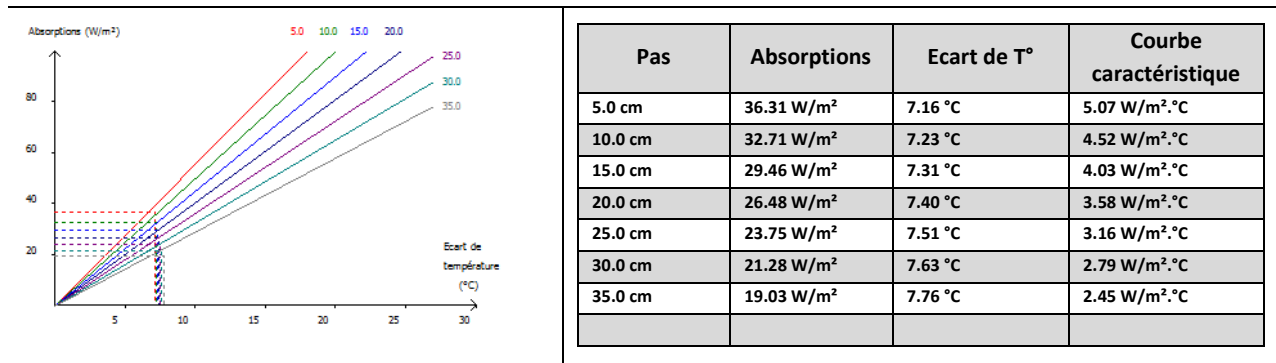 Absorptions (W/m²)
5.0 10.0 15.0 20.0
25.0
30.0
35.0
80
60
40
20
Ecart de
température
(°C)
5 10 15 20 25 30
Pas Absorptions Ecart de T° Courbe
caractéristique
5.0 cm 36.31 W/m² 7.16 °C 5.07 W/m².°C
10.0 cm 32.71 W/m² 7.23 °C 4.52 W/m².°C
15.0 cm 29.46 W/m² 7.31 °C 4.03 W/m².°C
20.0 cm 26.48 W/m² 7.40 °C 3.58 W/m².°C
25.0 cm 23.75 W/m² 7.51 °C 3.16 W/m².°C
30.0 cm 21.28 W/m² 7.63 °C 2.79 W/m².°C
35.0 cm 19.03 W/m² 7.76 °C 2.45 W/m².°C